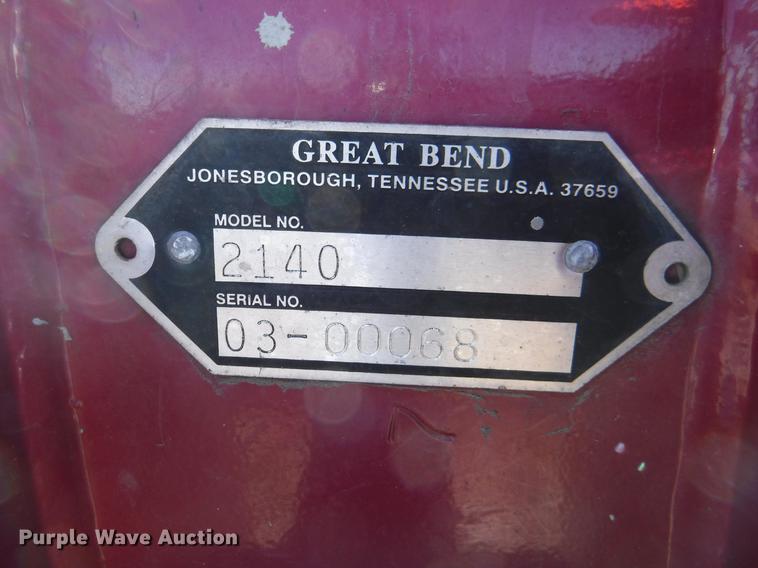 GREAT BEND
JONESBOROUGH, TENNESSEE U.S.A. 37659
MODEL NO.
2140
SERIAL NO.
03-00068
Purple Wave Auction